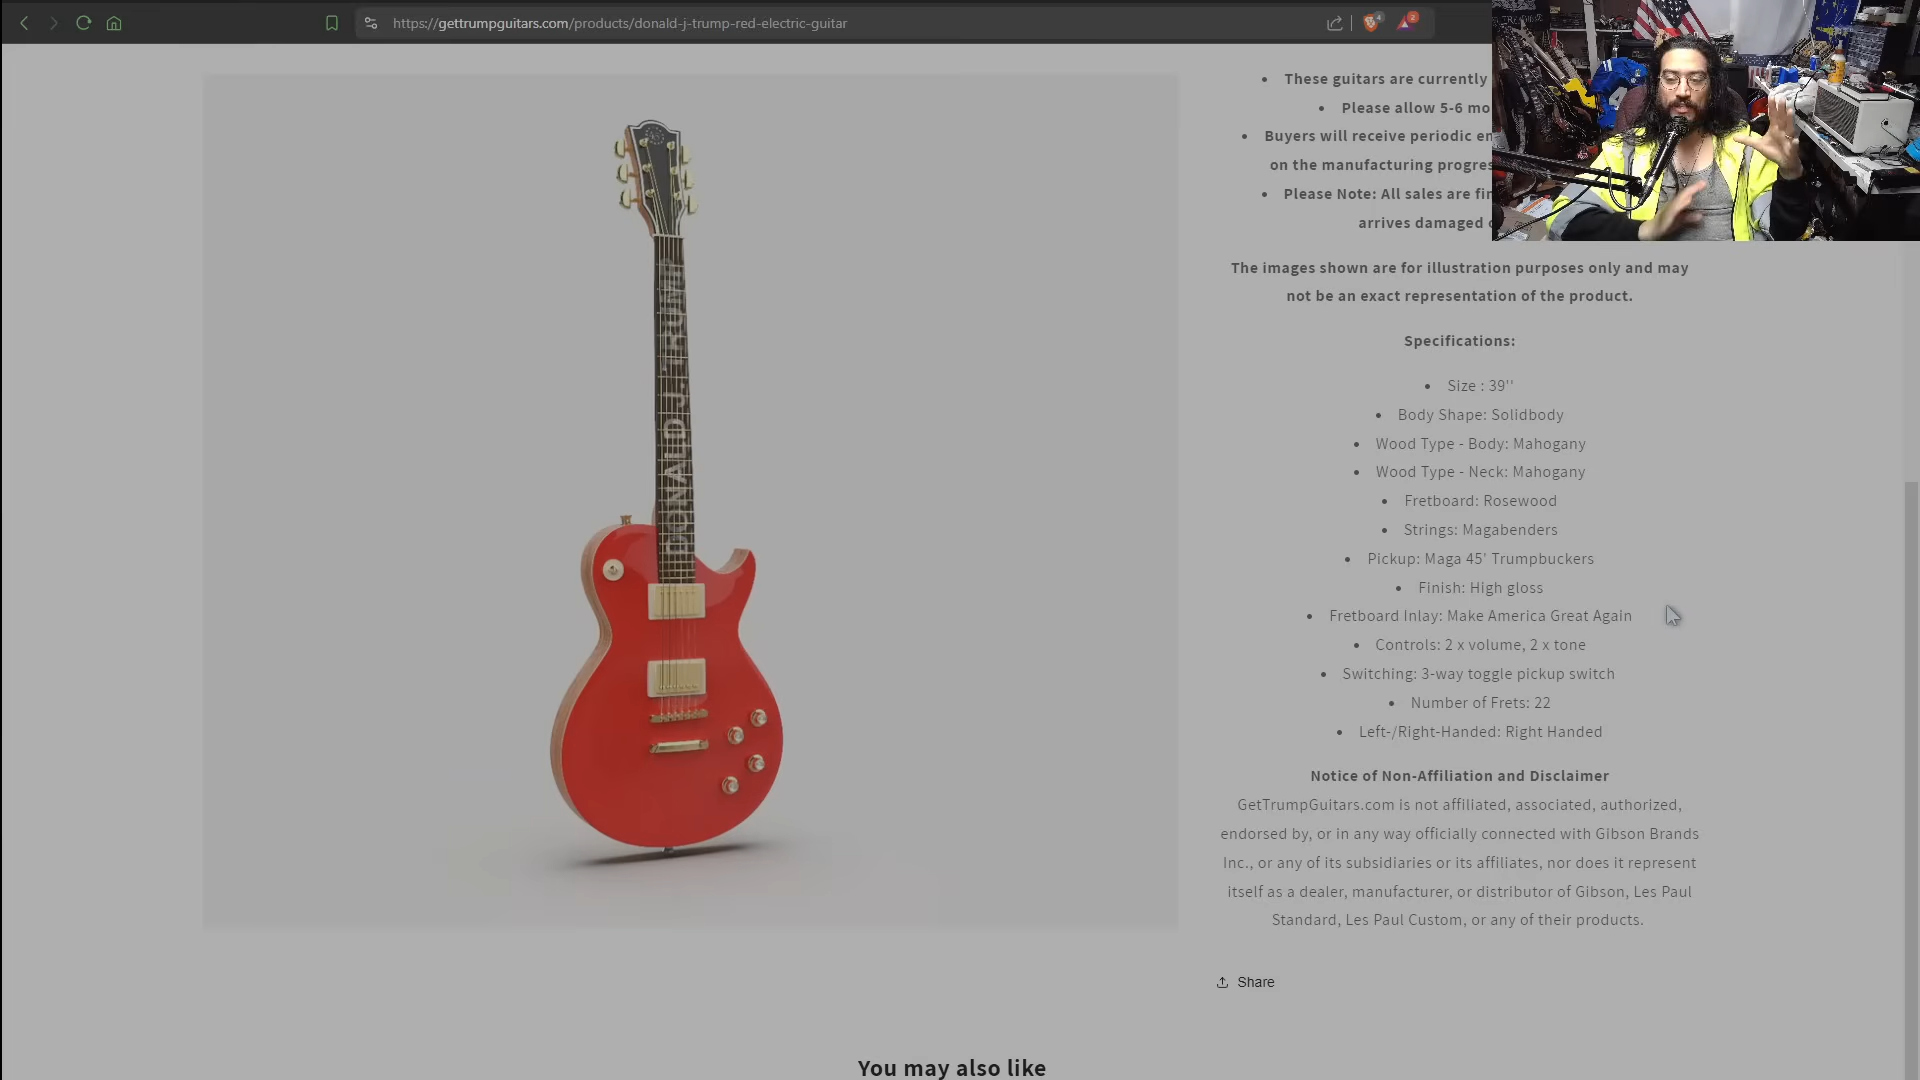 https://gettrumpguitars.com/products/donald-j-trump-red-electric-guitar
4
2
DONALD J. TRUMP
These guitars are currently
Please allow 5-6 mo
Buyers will receive periodic em
on the manufacturing progres
Please Note: All sales are fin
arrives damaged
The images shown are for illustration purposes only and may
not be an exact representation of the product.
Specifications:
Size : 39''
Body Shape: Solidbody
Wood Type - Body: Mahogany
Wood Type - Neck: Mahogany
Fretboard: Rosewood
Strings: Magabenders
Pickup: Maga 45' Trumpbuckers
Finish: High gloss
Fretboard Inlay: Make America Great Again
Controls: 2 x volume, 2 x tone
Switching: 3-way toggle pickup switch
Number of Frets: 22
Left-/Right-Handed: Right Handed
Notice of Non-Affiliation and Disclaimer
GetTrumpGuitars.com is not affiliated, associated, authorized,
endorsed by, or in any way officially connected with Gibson Brands
Inc., or any of its subsidiaries or its affiliates, nor does it represent
itself as a dealer, manufacturer, or distributor of Gibson, Les Paul
Standard, Les Paul Custom, or any of their products.
Share
You may also like